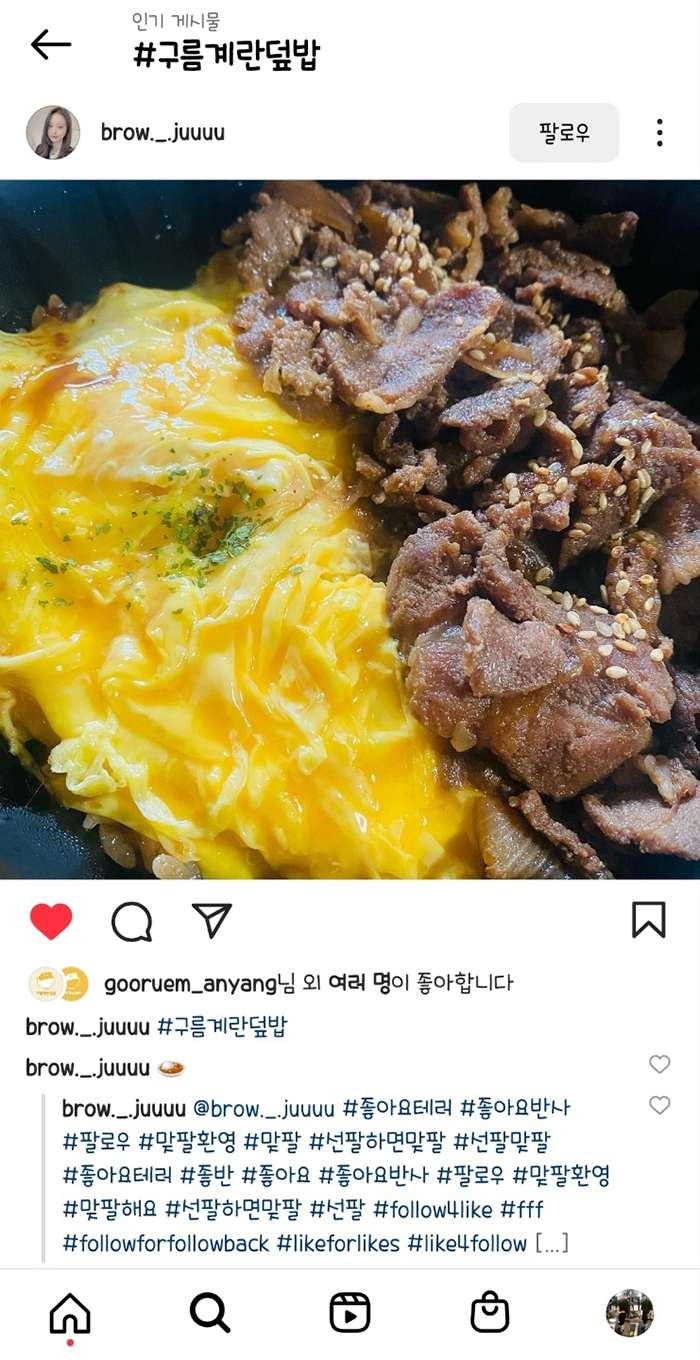 인기 게시물
#구름계란덮밥
brow._.juuuu
팔로우
gooruem_anyang님 외 여러 명이 좋아합니다
brow._.juuuu #구름계란덮밥
brow._.juuuu 🍛
brow._.juuuu @brow._.juuuu #좋아요테러 #좋아요반사
#팔로우 #맞팔환영 #맞팔 #선팔하면맞팔 #선팔맞팔
#좋아요테러 #좋반 #좋아요 #좋아요반사 #팔로우 #맞팔환영
#맞팔해요 #선팔하면맞팔 #선팔 #follow4like #fff
#followforfollowback #likeforlikes #like4follow [...]